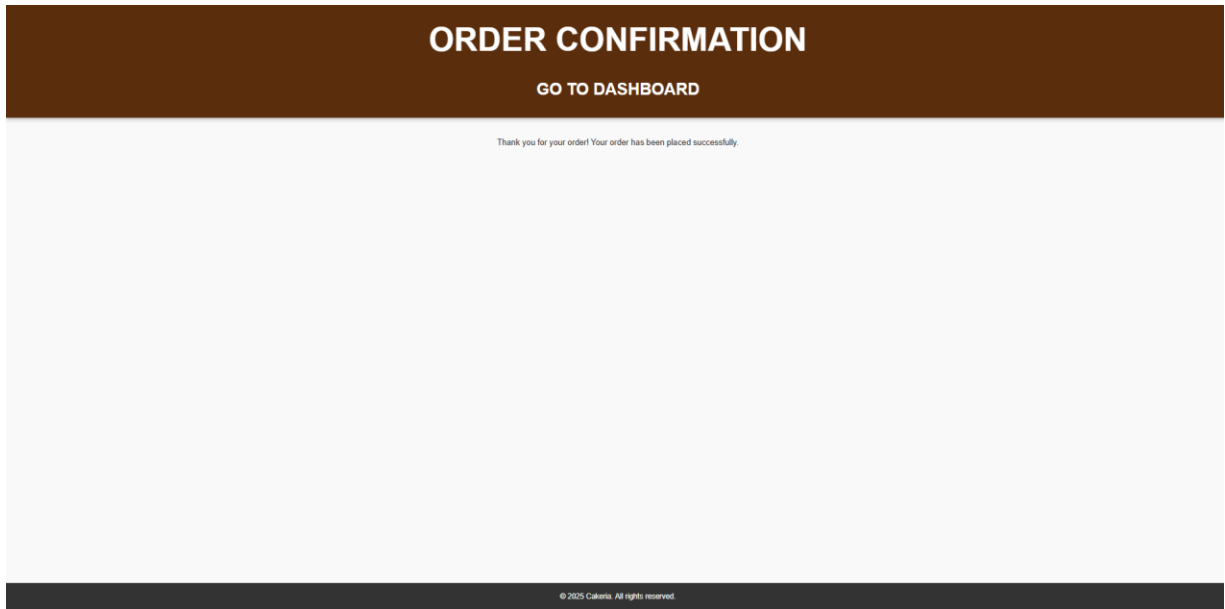 ORDER CONFIRMATION
GO TO DASHBOARD
Thank you for your order! Your order has been placed successfully.
© 2025 Cakeria. All rights reserved.